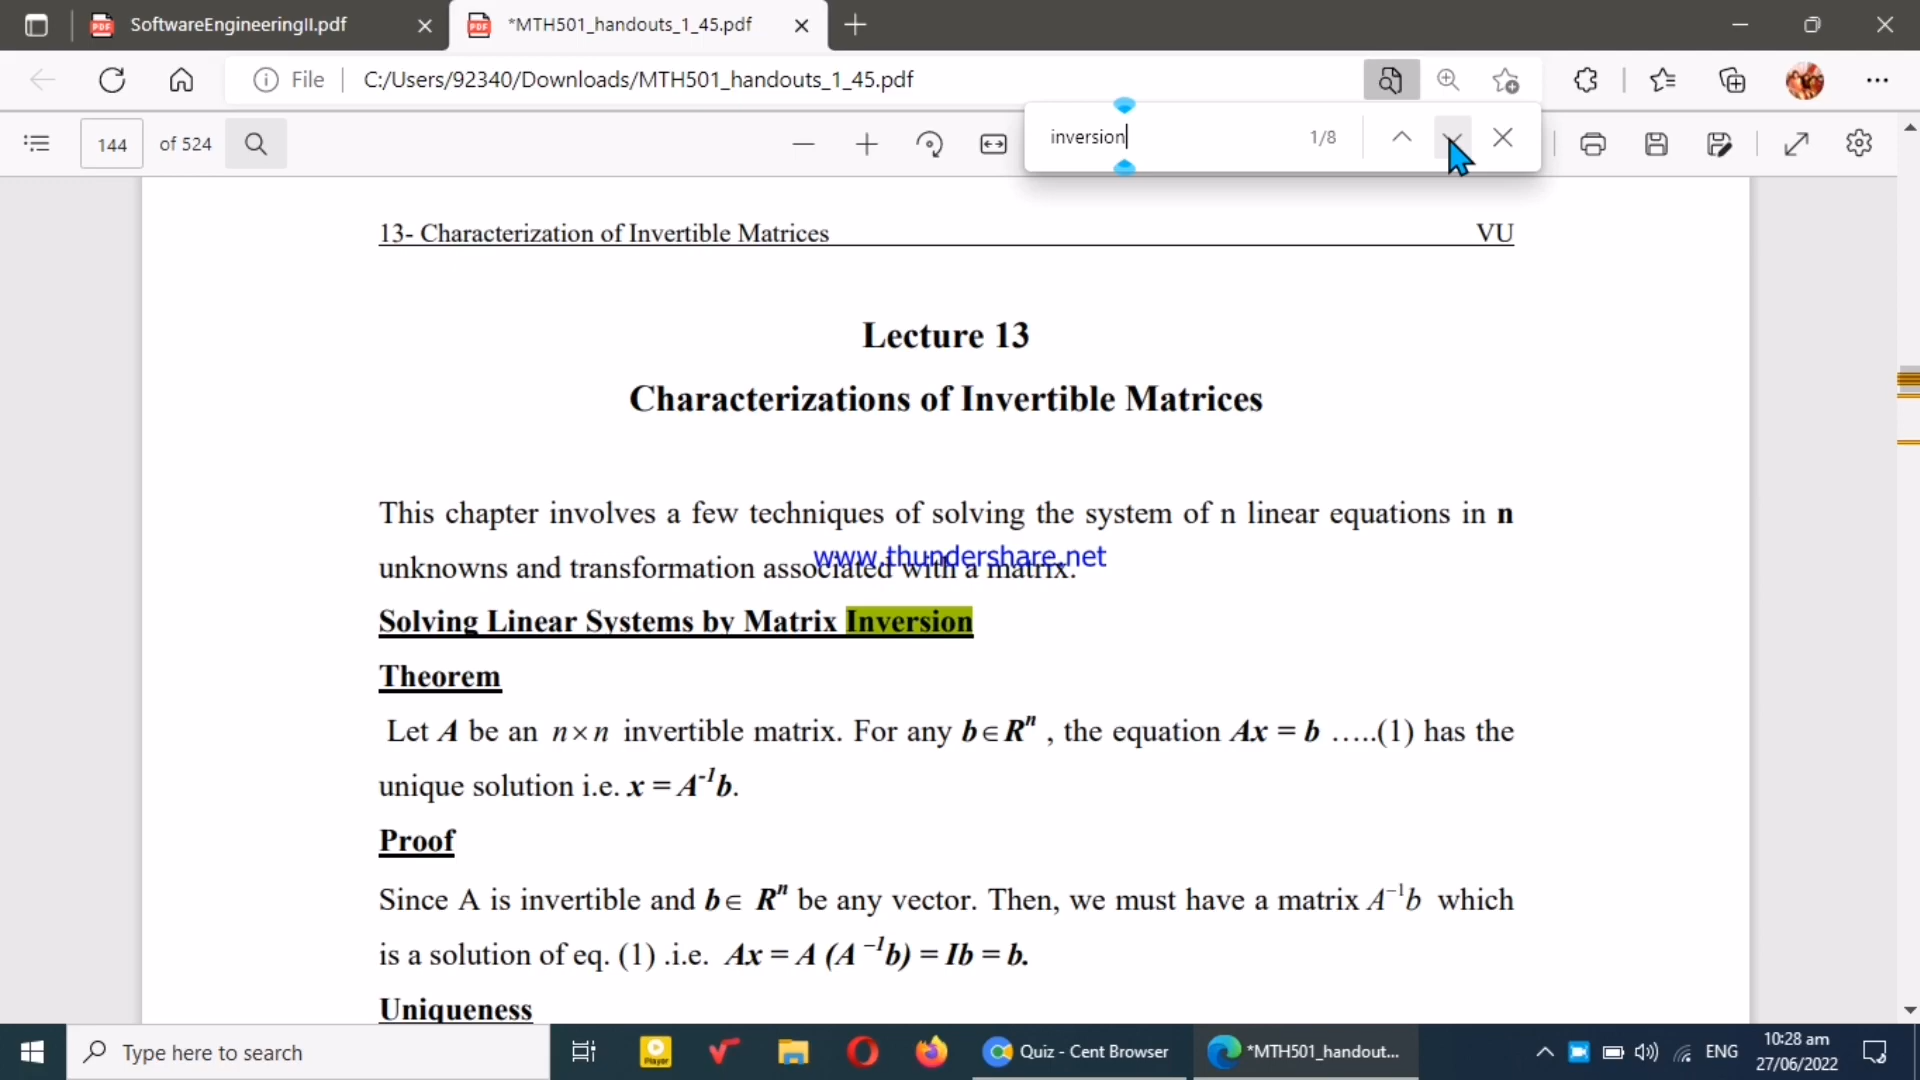 SoftwareEngineeringII.pdf
*MTH501_handouts_1_45.pdf
File
C:/Users/92340/Downloads/MTH501_handouts_1_45.pdf
144 of 524
inversion 1/8
13- Characterization of Invertible Matrices VU
Lecture 13
Characterizations of Invertible Matrices
This chapter involves a few techniques of solving the system of n linear equations in n
unknowns and transformation associated with a matrix.
www.thundershare.net
Solving Linear Systems by Matrix Inversion
Theorem
Let A be an n×n invertible matrix. For any b∈Rⁿ , the equation Ax = b …..(1) has the
unique solution i.e. x = A⁻¹b.
Proof
Since A is invertible and b∈ Rⁿ be any vector. Then, we must have a matrix A⁻¹b which
is a solution of eq. (1) .i.e. Ax = A (A ⁻¹b) = Ib = b.
Uniqueness
Type here to search
Player
Quiz - Cent Browser
*MTH501_handout...
ENG
10:28 am
27/06/2022